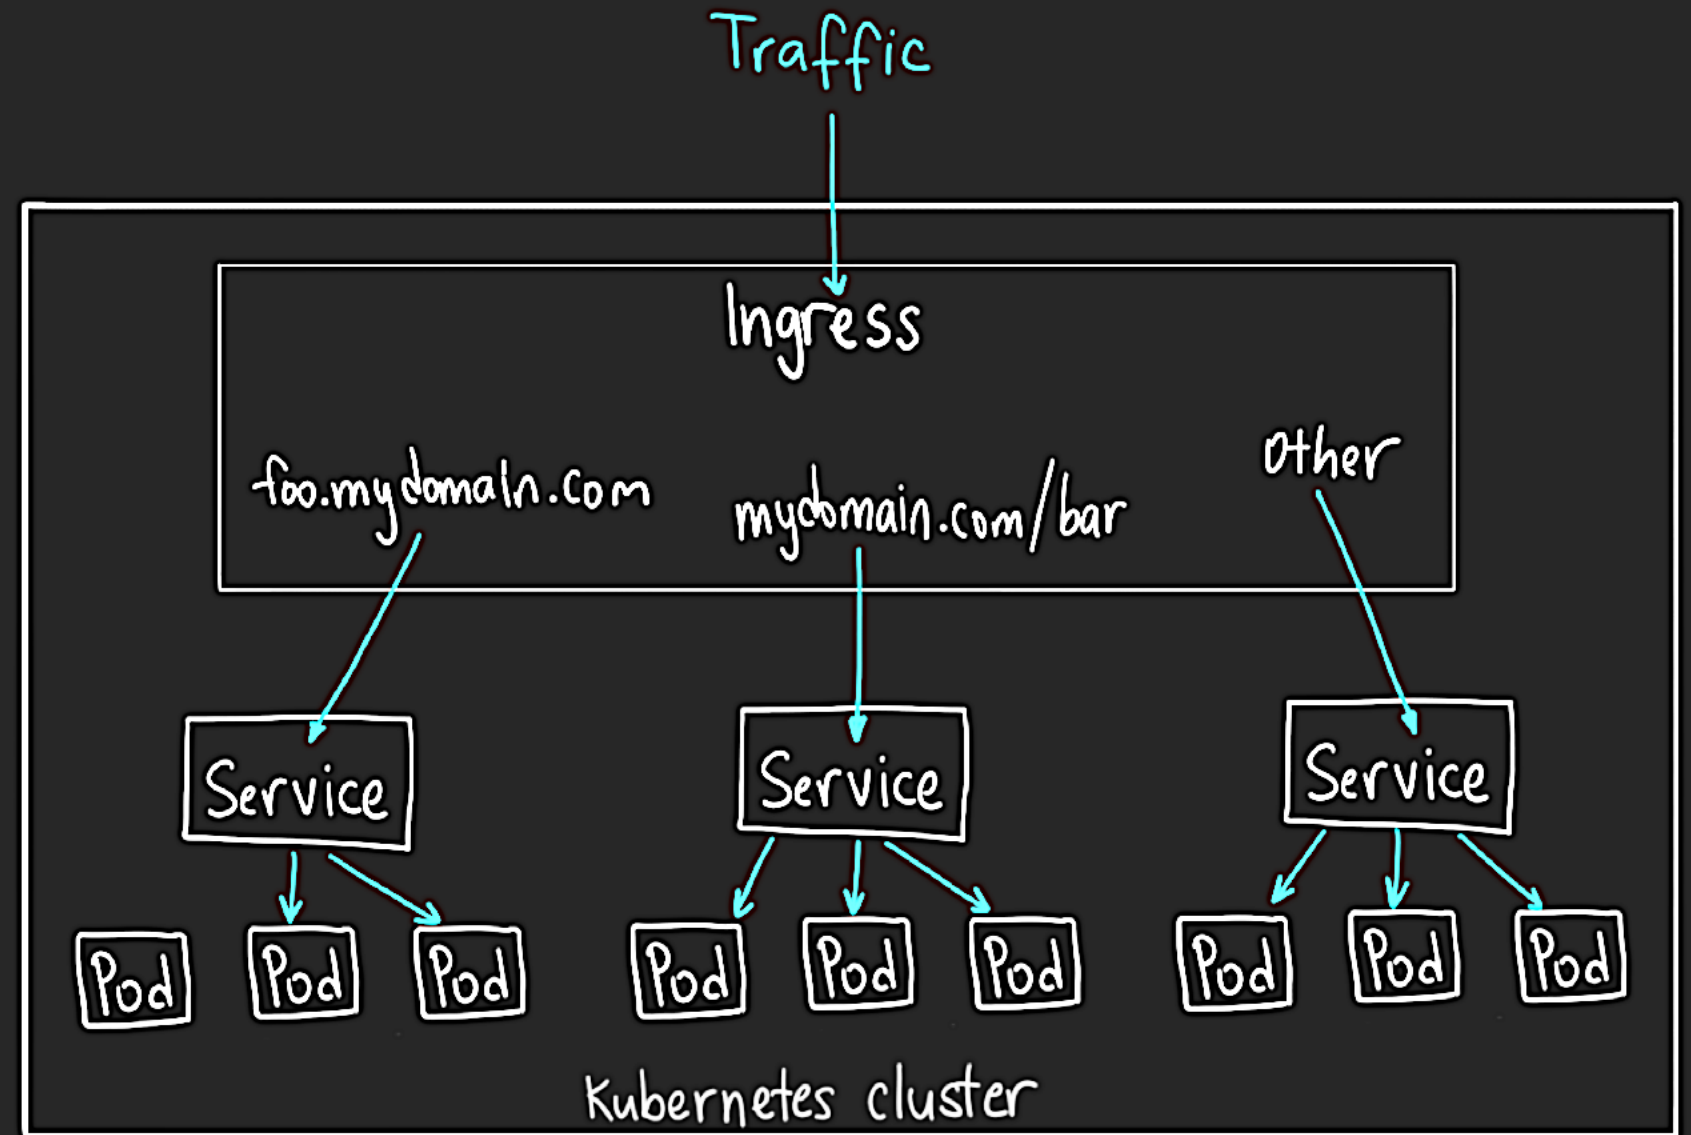 Traffic
Ingress
foo.mydomain.com
mydomain.com/bar
other
Service
Service
Service
Pod
Pod
Pod
Pod
Pod
Pod
Pod
Pod
Pod
Kubernetes cluster